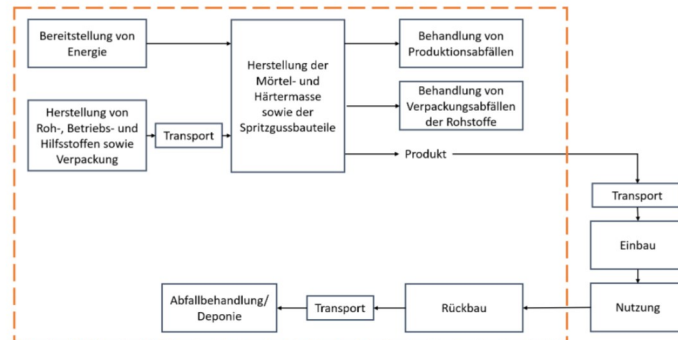 Bereitstellung von
Energie
Herstellung von
Roh-, Betriebs- und
Hilfsstoffen sowie
Verpackung
Transport
Herstellung der
Mörtel- und
Härtermasse
sowie der
Spritzgussbauteile
Behandlung von
Produktionsabfällen
Behandlung von
Verpackungsabfällen
der Rohstoffe
Produkt
Transport
Einbau
Nutzung
Rückbau
Transport
Abfallbehandlung/
Deponie